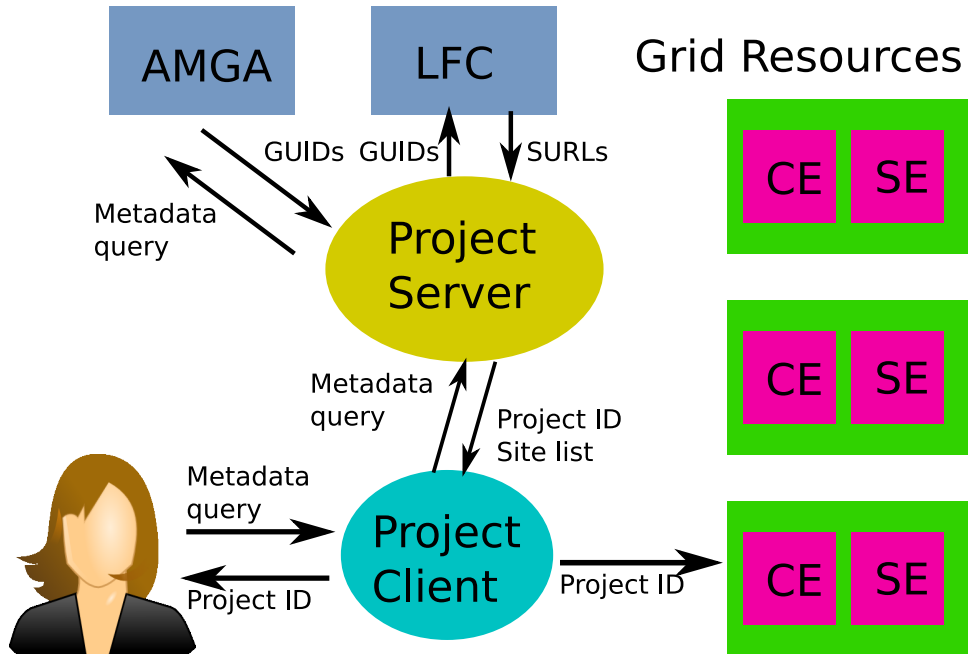 AMGA
LFC
Grid Resources
GUIDs
GUIDs
SURLs
Metadata
query
Project
Server
CE
SE
CE
SE
Metadata
query
Project ID
Site list
Metadata
query
Project ID
Project
Client
Project ID
CE
SE